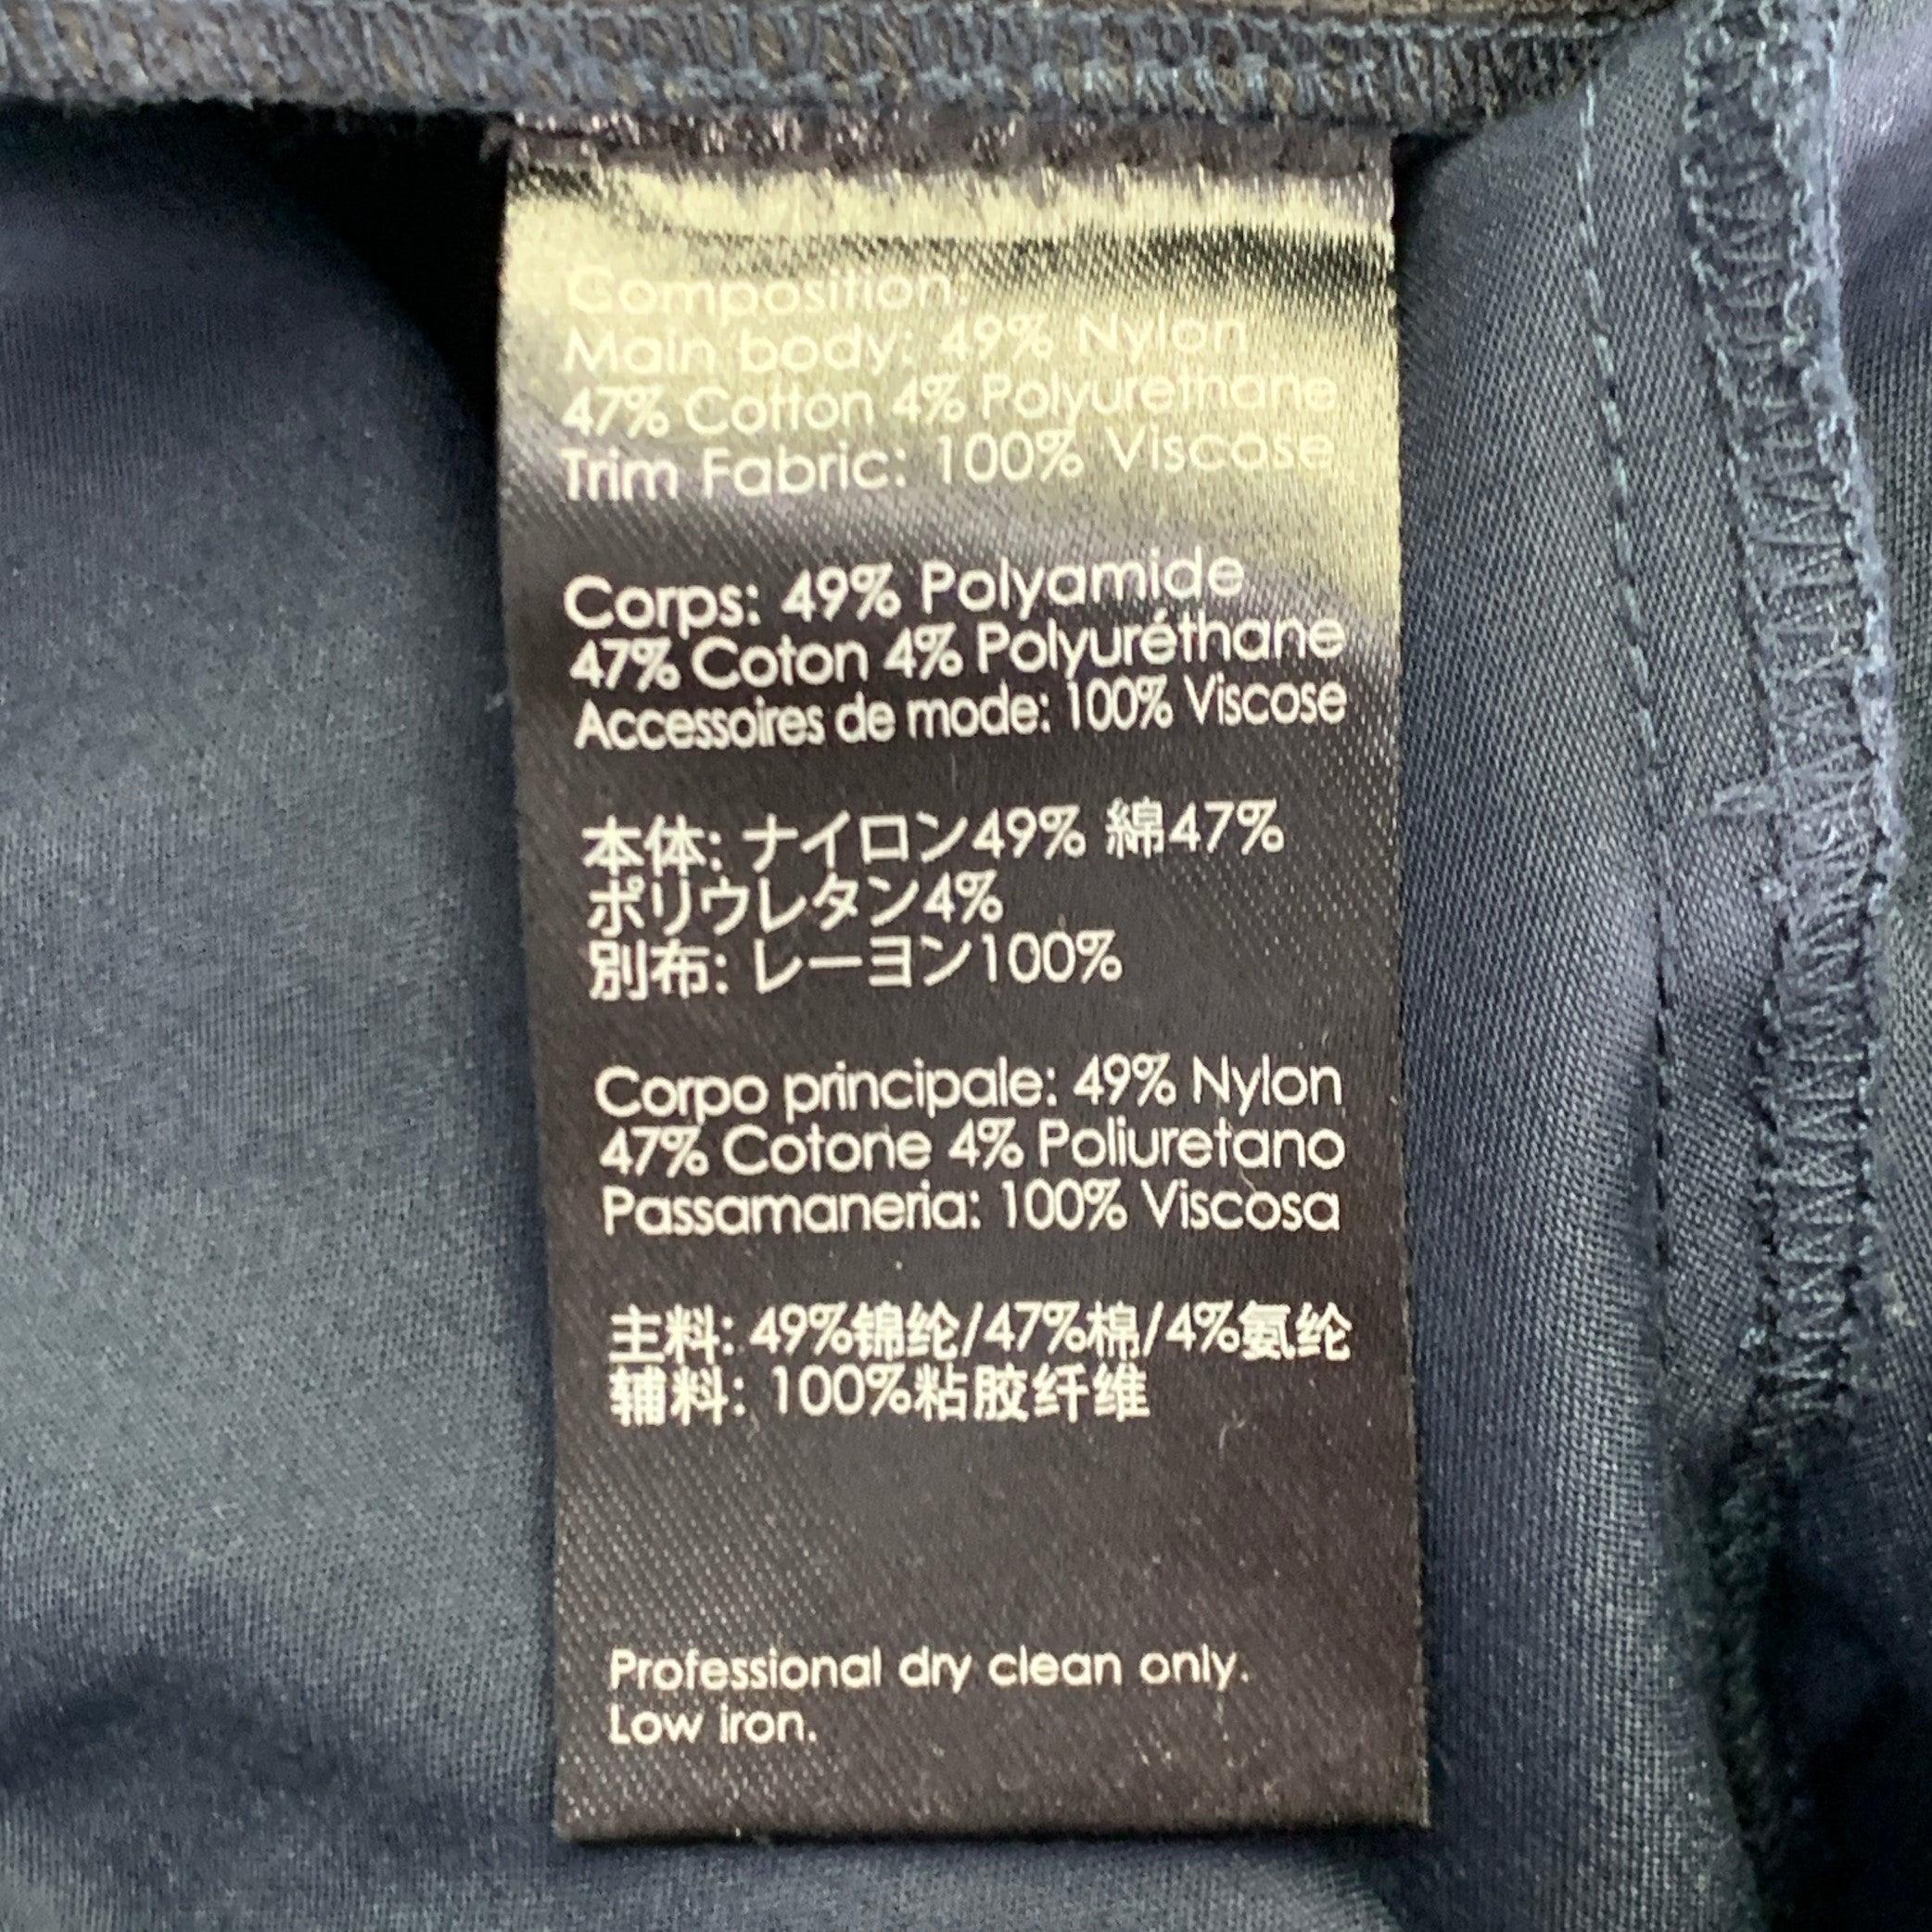 Composition:
Main body: 49% Nylon
47% Cotton 4% Polyurethane
Trim Fabric: 100% Viscose
Corps: 49% Polyamide
47% Coton 4% Polyuréthane
Accessoires de mode: 100% Viscose
本体: ナイロン49% 綿47%
ポリウレタン4%
別布: レーヨン100%
Corpo principale: 49% Nylon
47% Cotone 4% Poliuretano
Passamaneria: 100% Viscosa
主料: 49%锦纶/47%棉/4%氨纶
辅料: 100%粘胶纤维
Professional dry clean only.
Low iron.